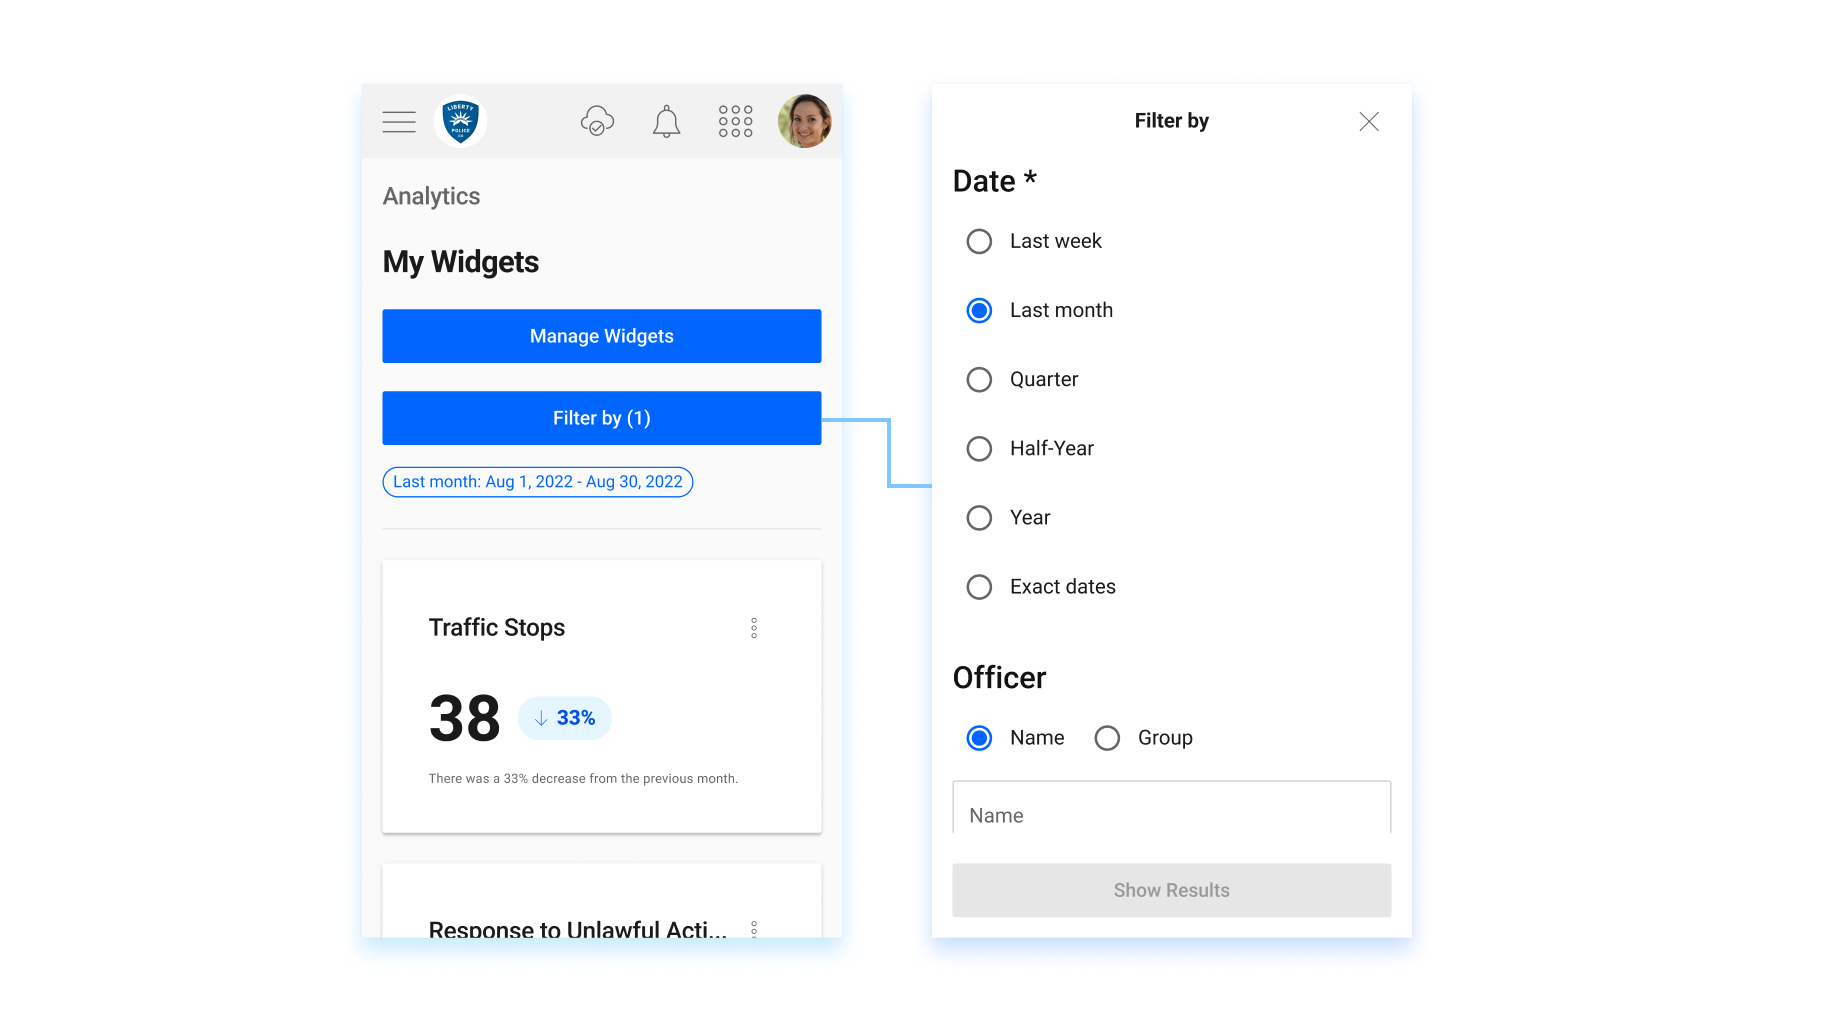 LIBERTY
POLICE
CO
Analytics
My Widgets
Manage Widgets
Filter by (1)
Last month: Aug 1, 2022 - Aug 30, 2022
Traffic Stops
38
33%
There was a 33% decrease from the previous month.
Response to Unlawful Acti...
Filter by
Date *
Last week
Last month
Quarter
Half-Year
Year
Exact dates
Officer
Name Group
Name
Show Results